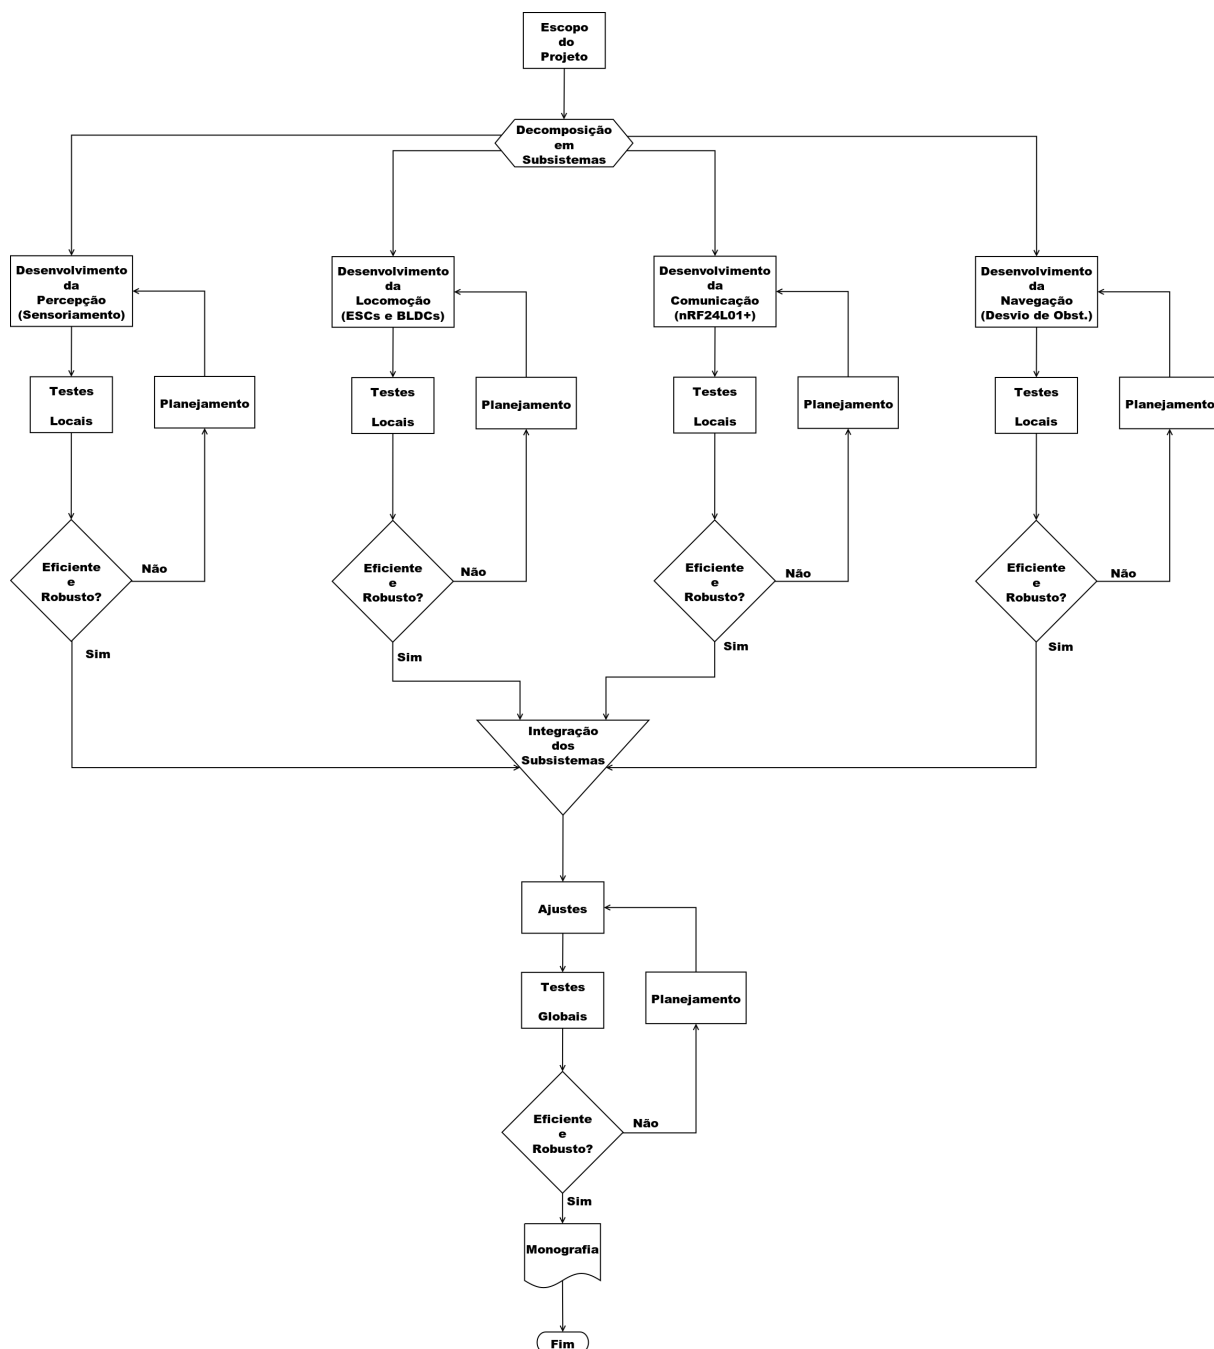 Escopo
do
Projeto
Decomposição
em
Subsistemas
Desenvolvimento
da
Percepção
(Sensoriamento)
Desenvolvimento
da
Locomoção
(ESCs e BLDCs)
Desenvolvimento
da
Comunicação
(nRF24L01+)
Desenvolvimento
da
Navegação
(Desvio de Obst.)
Testes
Locais
Planejamento
Testes
Locais
Planejamento
Testes
Locais
Planejamento
Testes
Locais
Planejamento
Eficiente
e
Robusto?
Não
Sim
Eficiente
e
Robusto?
Não
Sim
Eficiente
e
Robusto?
Não
Sim
Eficiente
e
Robusto?
Não
Sim
Integração
dos
Subsistemas
Ajustes
Testes
Globais
Planejamento
Eficiente
e
Robusto?
Não
Sim
Monografia
Fim